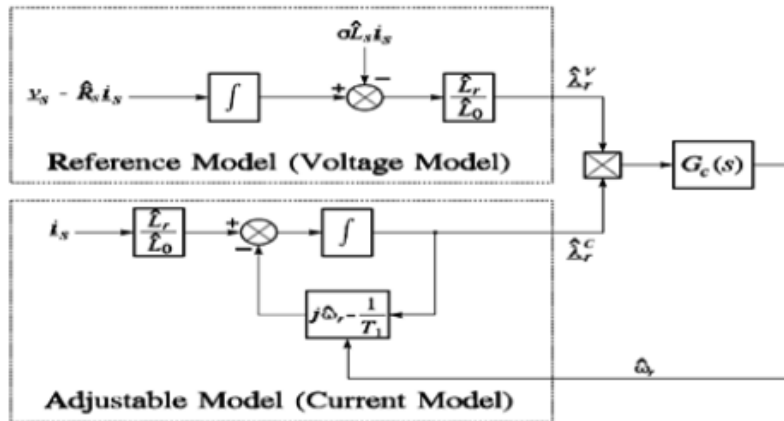 σL̂ₛiₛ
vₛ - R̂ₛiₛ
∫
+
−
L̂ᵣ
L̂₀
λ̂ᵣⱽ
Reference Model (Voltage Model)
G_c(s)
iₛ
L̂ᵣ
L̂₀
+
−
∫
λ̂ᵣᶜ
jω̂ᵣ - 1
T₁
ω̂ᵣ
Adjustable Model (Current Model)